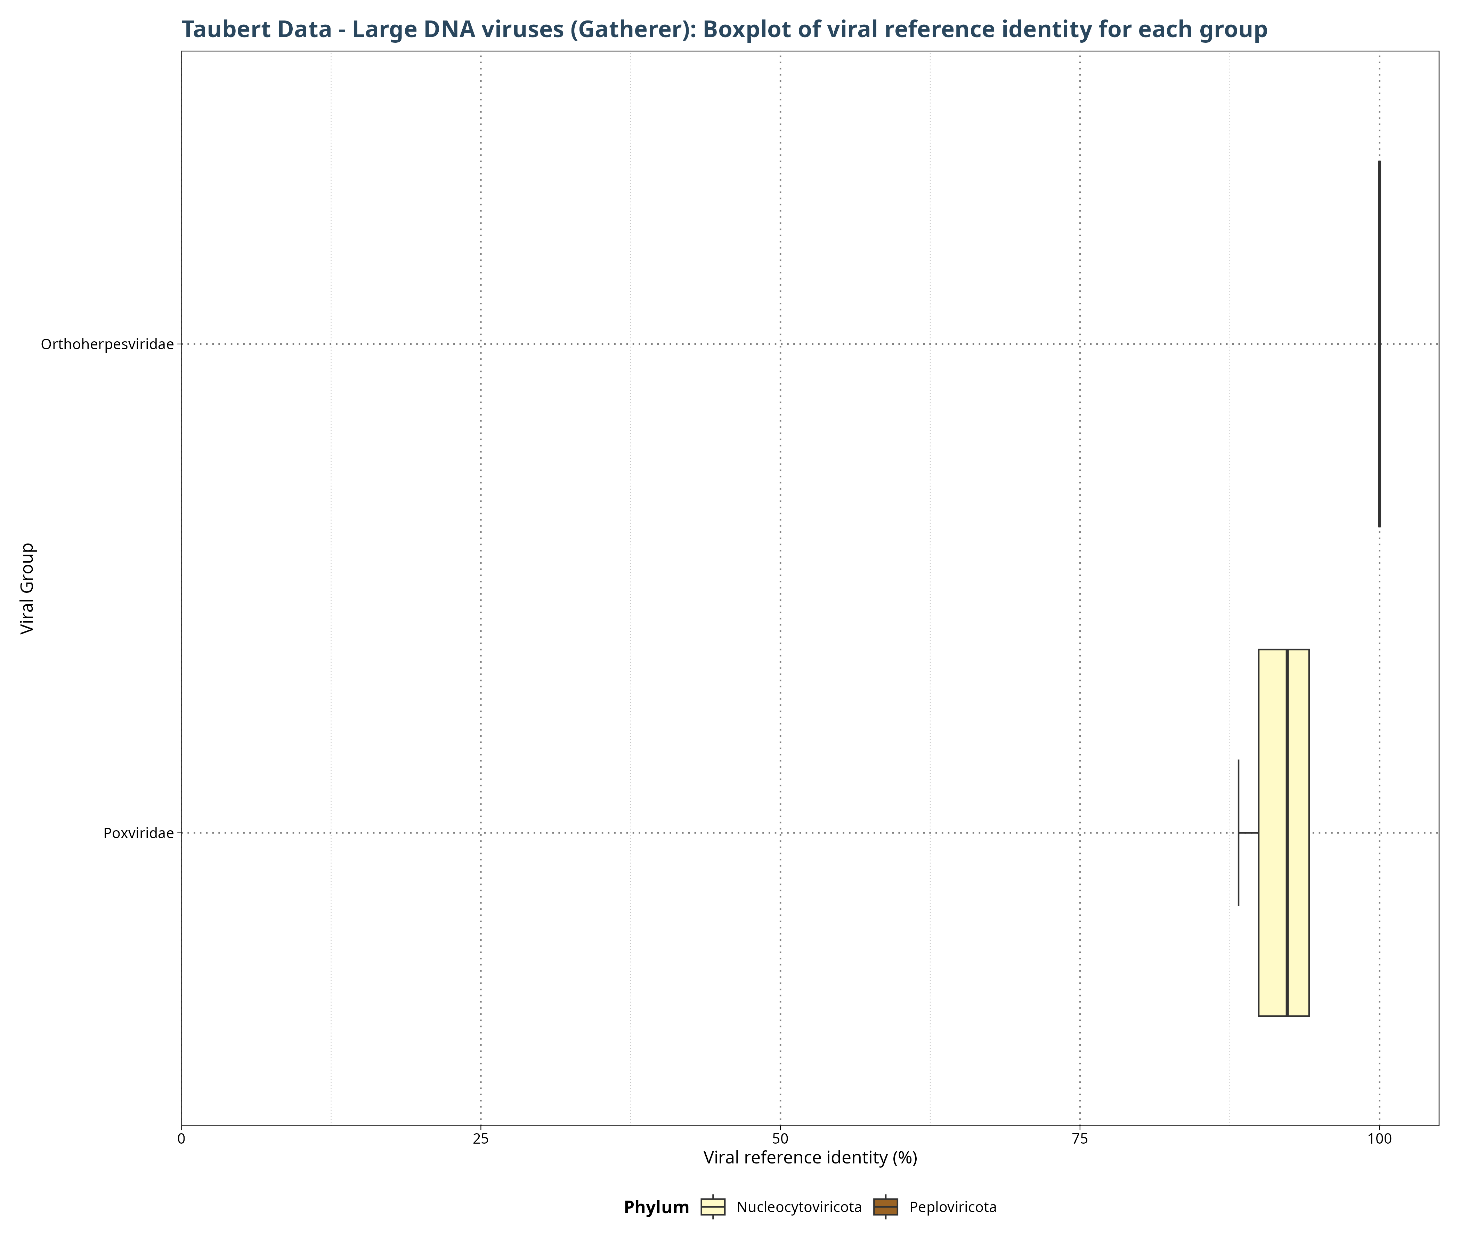 Taubert Data - Large DNA viruses (Gatherer): Boxplot of viral reference identity for each group
Orthoherpesviridae
Viral Group
Poxviridae
0 25 50 75 100
Viral reference identity (%)
Phylum Nucleocytoviricota Peploviricota